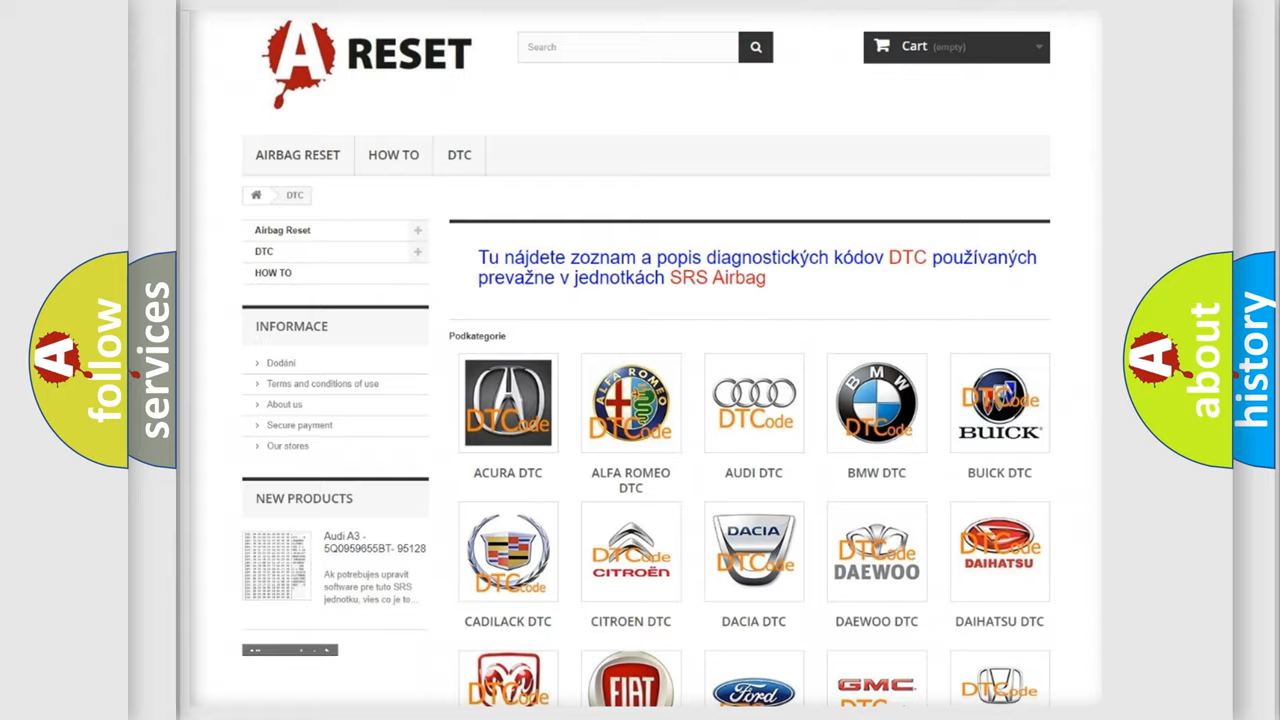 A RESET
Search
Cart (empty)
AIRBAG RESET
HOW TO
DTC
DTC
Airbag Reset
DTC
HOW TO
INFORMACE
Dodání
Terms and conditions of use
About us
Secure payment
Our stores
NEW PRODUCTS
Audi A3 -
5Q0959655BT- 95128
Ak potrebujes upravit
software pre tuto SRS
jednotku, vies co je to...
Tu nájdete zoznam a popis diagnostických kódov DTC používaných
prevažne v jednotkách SRS Airbag
Podkategorie
DTCode
ALFA ROMEO
DTCode
DTCode
BMW
DTCode
DTCode
BUICK
ACURA DTC
ALFA ROMEO
DTC
AUDI DTC
BMW DTC
BUICK DTC
DTCode
DTCode
CITROËN
DACIA
DTCode
DTCode
DAEWOO
DTCode
DAIHATSU
CADILACK DTC
CITROEN DTC
DACIA DTC
DAEWOO DTC
DAIHATSU DTC
DTCode
FIAT
Ford
GMC
DTCode
A follow
services
A about
history